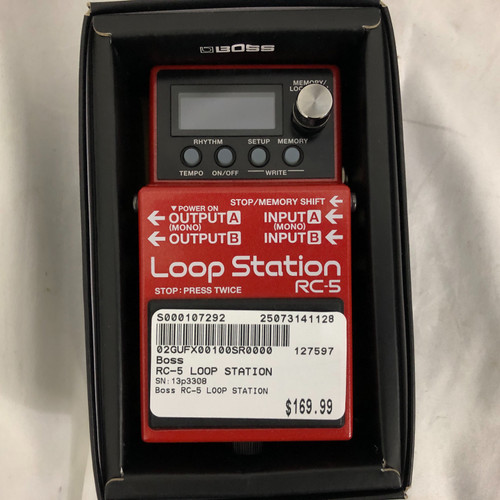 BOSS
MEMORY/
RHYTHM SETUP MEMORY
TEMPO ON/OFF WRITE
STOP/MEMORY SHIFT
▼ POWER ON
OUTPUT A INPUT A
(MONO) (MONO)
OUTPUT B INPUT B
Loop Station
RC-5
STOP: PRESS TWICE
S000107292 25073141128
02GUFX00100SR0000 127597
Boss
RC-5 LOOP STATION
SN: 13p3308
Boss RC-5 LOOP STATION
$169.99